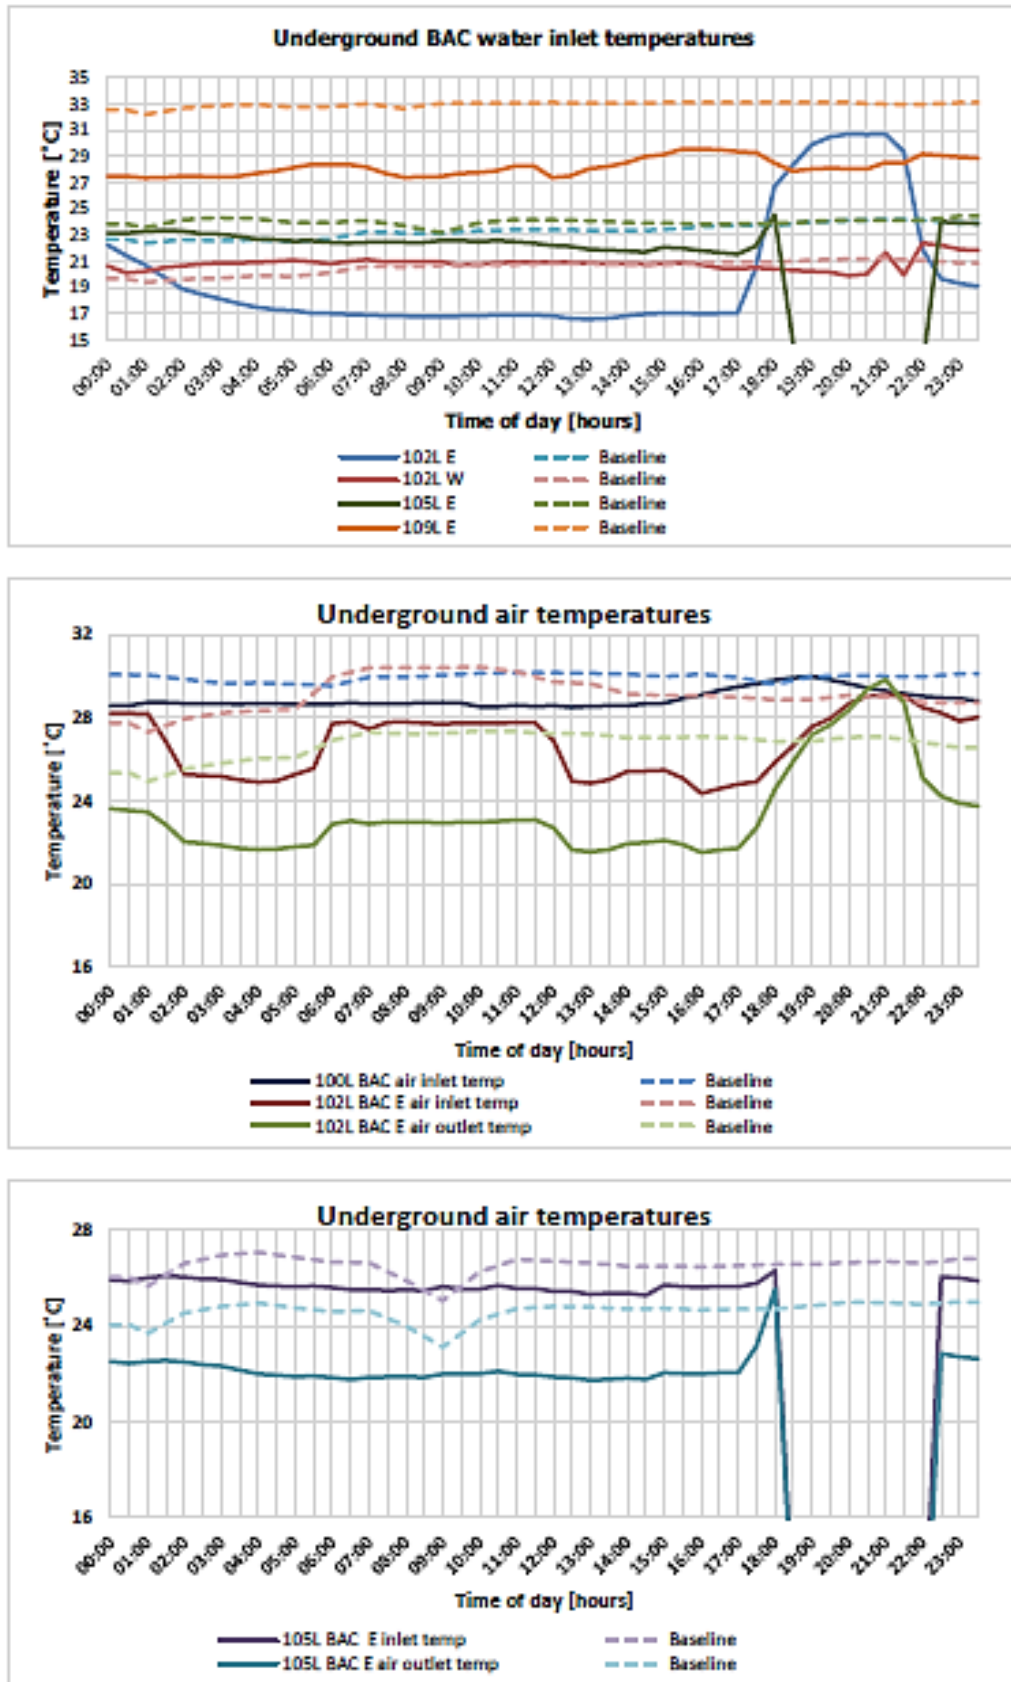 Underground BAC water inlet temperatures
35
33
31
29
27
25
23
21
19
17
15
Temperature [˚C]
00:00 01:00 02:00 03:00 04:00 05:00 06:00 07:00 08:00 09:00 10:00 11:00 12:00 13:00 14:00 15:00 16:00 17:00 18:00 19:00 20:00 21:00 22:00 23:00
Time of day [hours]
102L E Baseline
102L W Baseline
105L E Baseline
109L E Baseline
Underground air temperatures
32
28
24
20
16
Temperature [˚C]
00:00 01:00 02:00 03:00 04:00 05:00 06:00 07:00 08:00 09:00 10:00 11:00 12:00 13:00 14:00 15:00 16:00 17:00 18:00 19:00 20:00 21:00 22:00 23:00
Time of day [hours]
100L BAC air inlet temp Baseline
102L BAC E air inlet temp Baseline
102L BAC E air outlet temp Baseline
Underground air temperatures
28
24
20
16
Temperature [˚C]
00:00 01:00 02:00 03:00 04:00 05:00 06:00 07:00 08:00 09:00 10:00 11:00 12:00 13:00 14:00 15:00 16:00 17:00 18:00 19:00 20:00 21:00 22:00 23:00
Time of day [hours]
105L BAC E inlet temp Baseline
105L BAC E air outlet temp Baseline